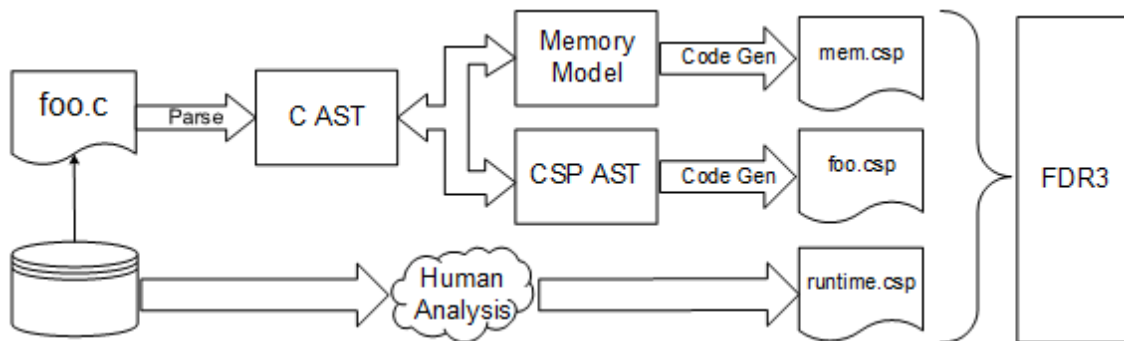 foo.c
Parse
C AST
Memory
Model
Code Gen
mem.csp
CSP AST
Code Gen
foo.csp
Human
Analysis
runtime.csp
FDR3